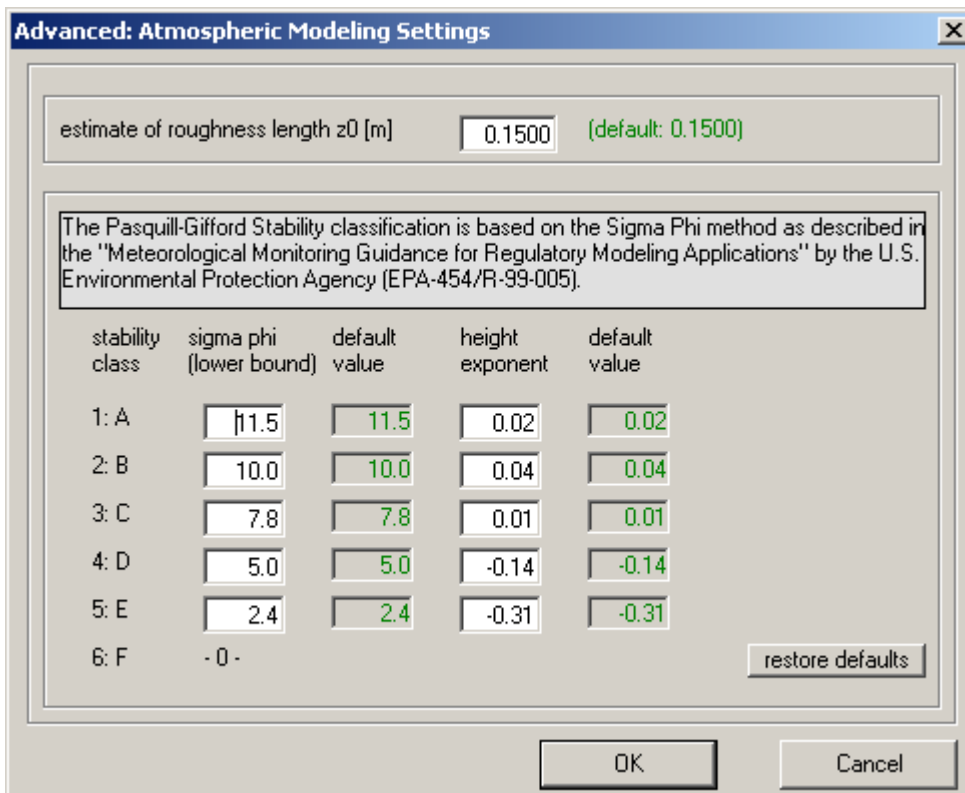 Advanced: Atmospheric Modeling Settings
estimate of roughness length z0 [m] 0.1500 (default: 0.1500)
The Pasquill-Gifford Stability classification is based on the Sigma Phi method as described in
the "Meteorological Monitoring Guidance for Regulatory Modeling Applications" by the U.S.
Environmental Protection Agency (EPA-454/R-99-005).
stability sigma phi default height default
class (lower bound) value exponent value
1: A 11.5 11.5 0.02 0.02
2: B 10.0 10.0 0.04 0.04
3: C 7.8 7.8 0.01 0.01
4: D 5.0 5.0 -0.14 -0.14
5: E 2.4 2.4 -0.31 -0.31
6: F - 0 - restore defaults
OK Cancel